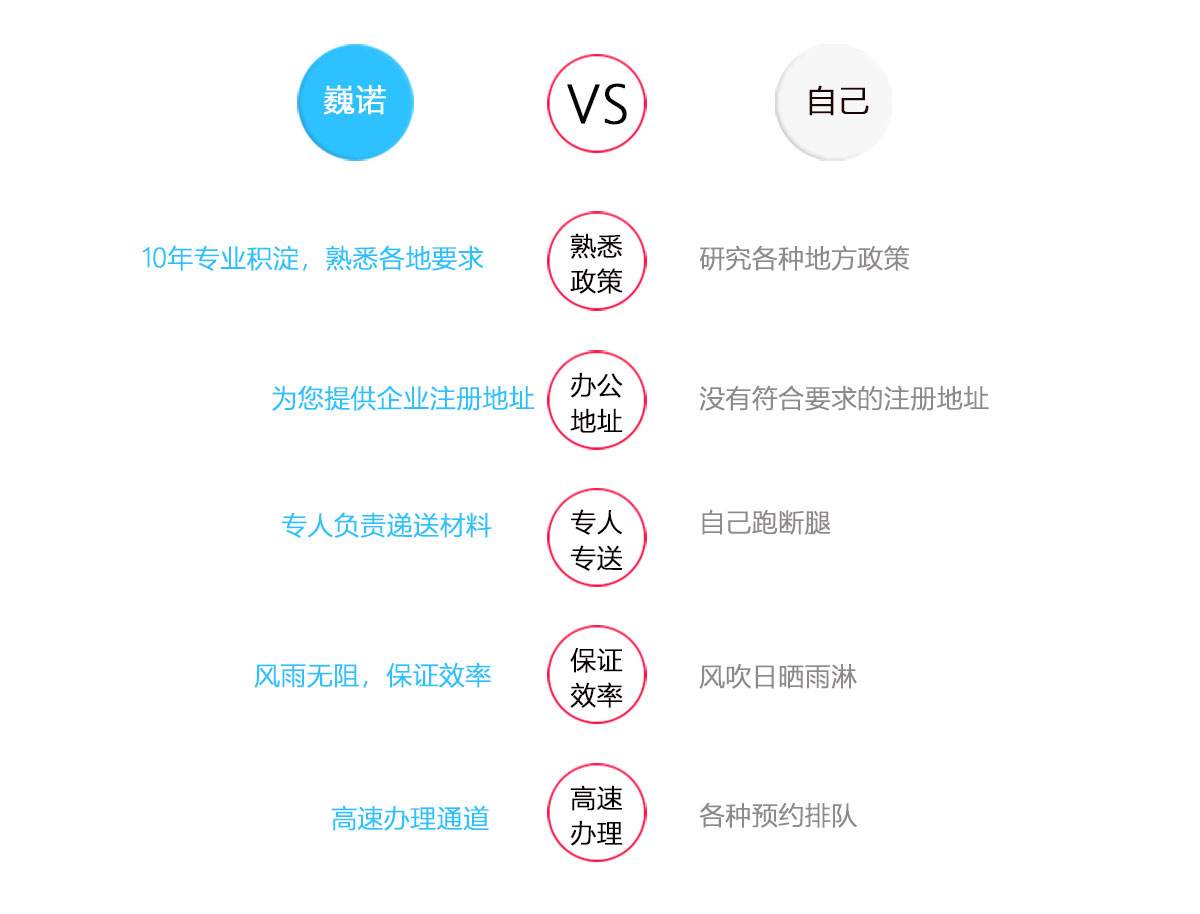 巍诺
VS
自己
10年专业积淀，熟悉各地要求
熟悉
政策
研究各种地方政策
为您提供企业注册地址
办公
地址
没有符合要求的注册地址
专人负责递送材料
专人
专送
自己跑断腿
风雨无阻，保证效率
保证
效率
风吹日晒雨淋
高速办理通道
高速
办理
各种预约排队